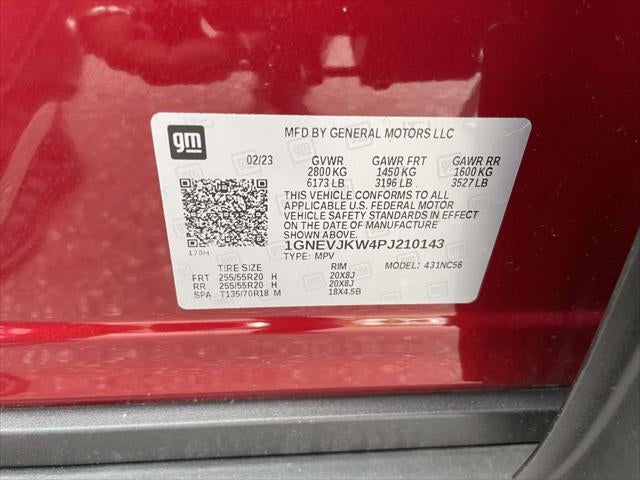 gm
MFD BY GENERAL MOTORS LLC
02/23 GVWR GAWR FRT GAWR RR
2800 KG 1450 KG 1600 KG
6173 LB 3196 LB 3527 LB
THIS VEHICLE CONFORMS TO ALL
APPLICABLE U.S. FEDERAL MOTOR
VEHICLE SAFETY STANDARDS IN EFFECT
ON THE DATE OF MANUFACTURE
1GNEVJKW4PJ210143
170H TYPE: MPV
TIRE SIZE RIM MODEL: 431NC56
FRT 255/55R20 H 20X8J
RR 255/55R20 H 20X8J
SPA T135/70R18 M 18X4.5B